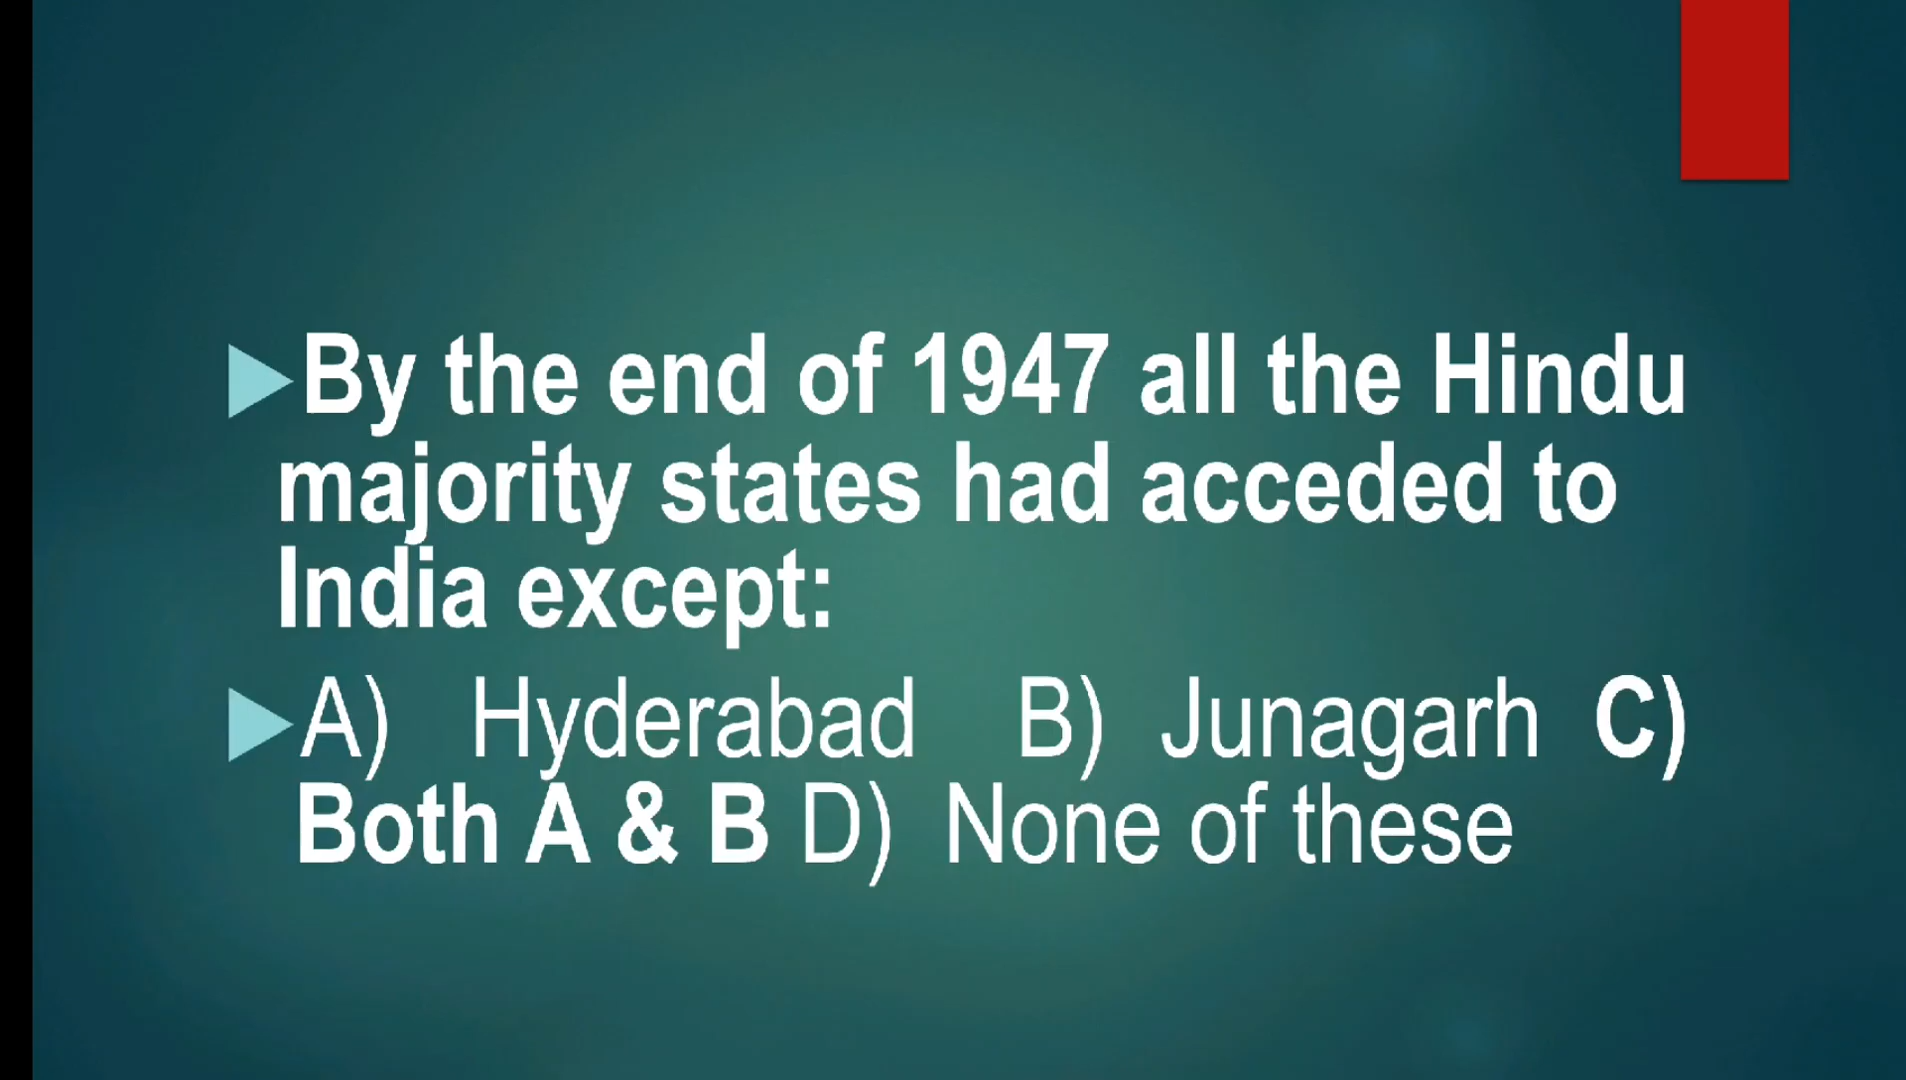 By the end of 1947 all the Hindu
majority states had acceded to
India except:
A) Hyderabad B) Junagarh C)
Both A & B D) None of these